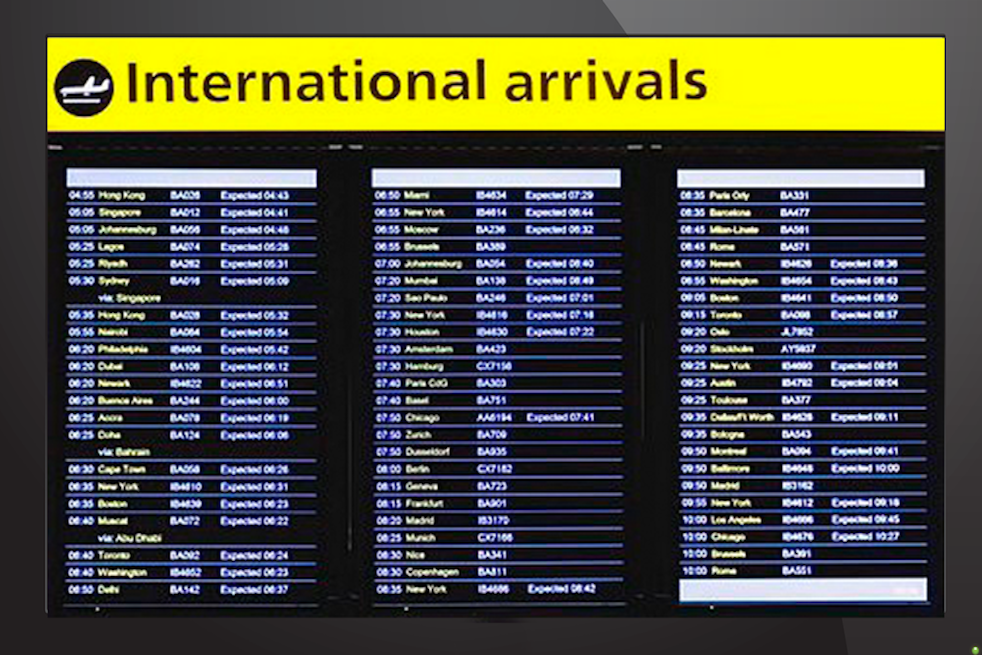 International arrivals
04:55 Hong Kong BA026 Expected 04:43
05:05 Singapore BA012 Expected 04:41
05:05 Johannesburg BA056 Expected 04:48
05:25 Lagos BA074 Expected 05:28
05:25 Riyadh BA262 Expected 05:31
05:30 Sydney BA016 Expected 05:09
via: Singapore
05:35 Hong Kong BA028 Expected 05:32
05:55 Nairobi BA064 Expected 05:54
06:20 Philadelphia IB4604 Expected 05:42
06:20 Dubai BA106 Expected 06:12
06:20 Newark IB4622 Expected 06:51
06:20 Buenos Aires BA244 Expected 06:00
06:25 Accra BA078 Expected 06:19
06:25 Doha BA124 Expected 06:06
via: Bahrain
06:30 Cape Town BA058 Expected 06:26
06:35 New York IB4610 Expected 06:31
06:35 Boston IB4639 Expected 06:23
06:40 Muscat BA072 Expected 06:22
via: Abu Dhabi
06:40 Toronto BA092 Expected 06:24
06:40 Washington IB4652 Expected 06:23
06:50 Delhi BA142 Expected 06:37
06:50 Miami IB4634 Expected 07:29
06:55 New York IB4614 Expected 06:44
06:55 Moscow BA236 Expected 06:32
06:55 Brussels BA389
07:00 Johannesburg BA054 Expected 06:40
07:20 Mumbai BA138 Expected 06:49
07:20 Sao Paulo BA246 Expected 07:01
07:30 New York IB4616 Expected 07:18
07:30 Houston IB4630 Expected 07:22
07:30 Amsterdam BA423
07:30 Hamburg CX7156
07:40 Paris CdG BA303
07:40 Basel BA751
07:50 Chicago AA6194 Expected 07:41
07:50 Zurich BA709
07:50 Dusseldorf BA935
08:00 Berlin CX7182
08:15 Geneva BA723
08:15 Frankfurt BA901
08:20 Madrid IB3170
08:25 Munich CX7166
08:30 Nice BA341
08:30 Copenhagen BA811
08:35 New York IB4686 Expected 08:42
08:35 Paris Orly BA331
08:35 Barcelona BA477
08:45 Milan-Linate BA561
08:45 Rome BA571
08:50 Newark IB4626 Expected 08:36
08:55 Washington IB4654 Expected 08:43
09:05 Boston IB4641 Expected 08:50
09:15 Toronto BA098 Expected 08:57
09:20 Oslo JL7852
09:20 Stockholm AY5937
09:25 New York IB4690 Expected 09:01
09:25 Austin IB4792 Expected 09:04
09:25 Toulouse BA377
09:35 Dallas/Ft Worth IB4628 Expected 09:11
09:35 Bologna BA543
09:50 Montreal BA094 Expected 09:41
09:50 Baltimore IB4648 Expected 10:00
09:50 Madrid IB3162
09:55 New York IB4612 Expected 09:18
10:00 Los Angeles IB4666 Expected 09:45
10:00 Chicago IB4676 Expected 10:27
10:00 Brussels BA391
10:00 Rome BA551